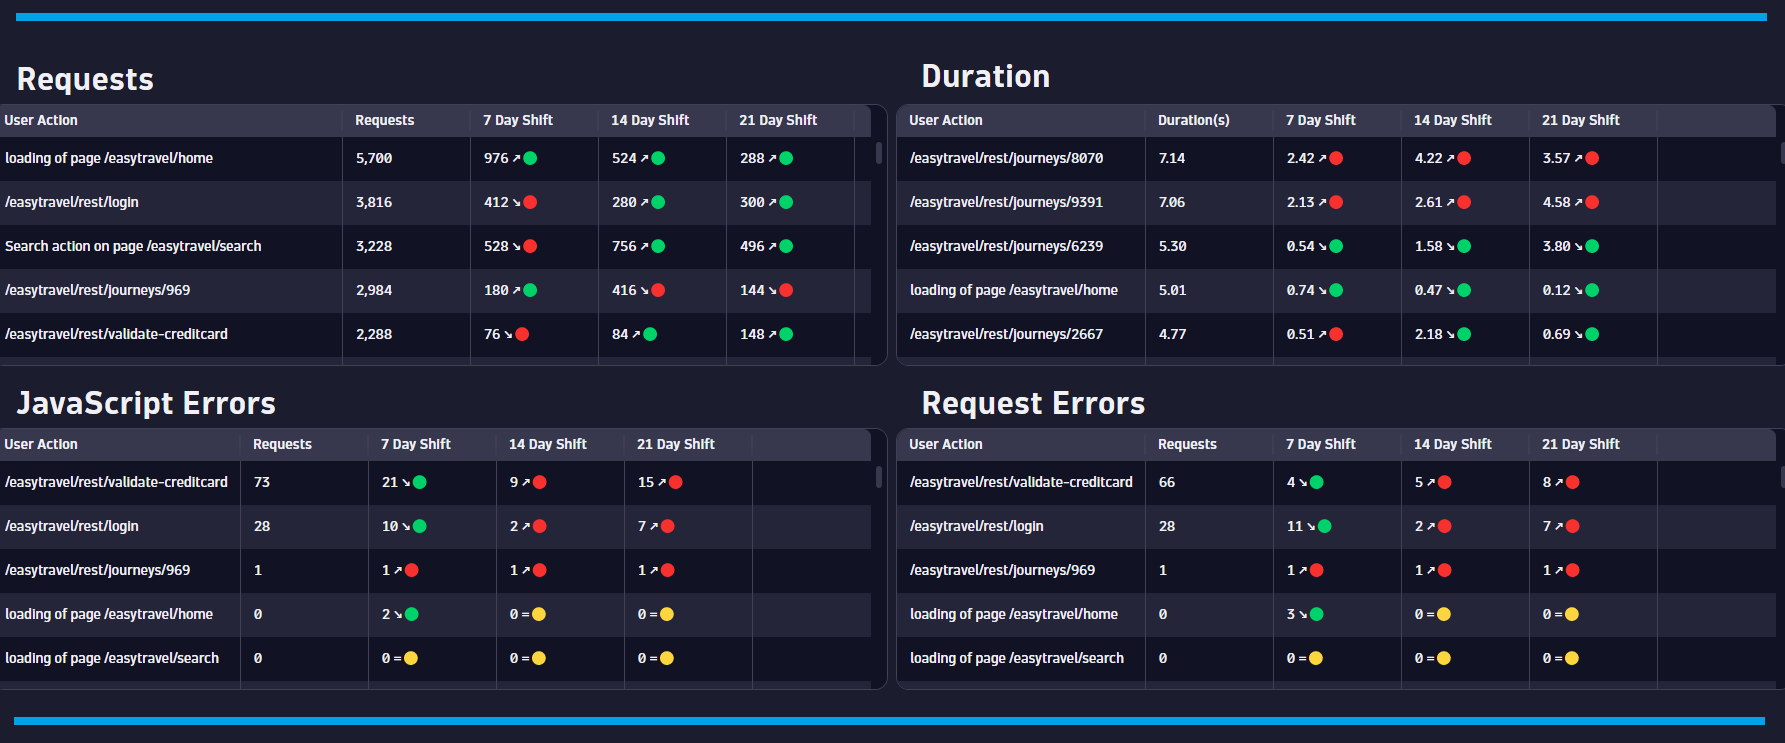 Requests
User Action Requests 7 Day Shift 14 Day Shift 21 Day Shift
loading of page /easytravel/home 5,700 976 ↗ 524 ↗ 288 ↗
/easytravel/rest/login 3,816 412 ↘ 280 ↗ 300 ↗
Search action on page /easytravel/search 3,228 528 ↘ 756 ↗ 496 ↗
/easytravel/rest/journeys/969 2,984 180 ↗ 416 ↘ 144 ↘
/easytravel/rest/validate-creditcard 2,288 76 ↘ 84 ↗ 148 ↗
Duration
User Action Duration(s) 7 Day Shift 14 Day Shift 21 Day Shift
/easytravel/rest/journeys/8070 7.14 2.42 ↗ 4.22 ↗ 3.57 ↗
/easytravel/rest/journeys/9391 7.06 2.13 ↗ 2.61 ↗ 4.58 ↗
/easytravel/rest/journeys/6239 5.30 0.54 ↘ 1.58 ↘ 3.80 ↘
loading of page /easytravel/home 5.01 0.74 ↘ 0.47 ↘ 0.12 ↘
/easytravel/rest/journeys/2667 4.77 0.51 ↗ 2.18 ↘ 0.69 ↘
JavaScript Errors
User Action Requests 7 Day Shift 14 Day Shift 21 Day Shift
/easytravel/rest/validate-creditcard 73 21 ↘ 9 ↗ 15 ↗
/easytravel/rest/login 28 10 ↘ 2 ↗ 7 ↗
/easytravel/rest/journeys/969 1 1 ↗ 1 ↗ 1 ↗
loading of page /easytravel/home 0 2 ↘ 0 = 0 =
loading of page /easytravel/search 0 0 = 0 = 0 =
Request Errors
User Action Requests 7 Day Shift 14 Day Shift 21 Day Shift
/easytravel/rest/validate-creditcard 66 4 ↘ 5 ↗ 8 ↗
/easytravel/rest/login 28 11 ↘ 2 ↗ 7 ↗
/easytravel/rest/journeys/969 1 1 ↗ 1 ↗ 1 ↗
loading of page /easytravel/home 0 3 ↘ 0 = 0 =
loading of page /easytravel/search 0 0 = 0 = 0 =